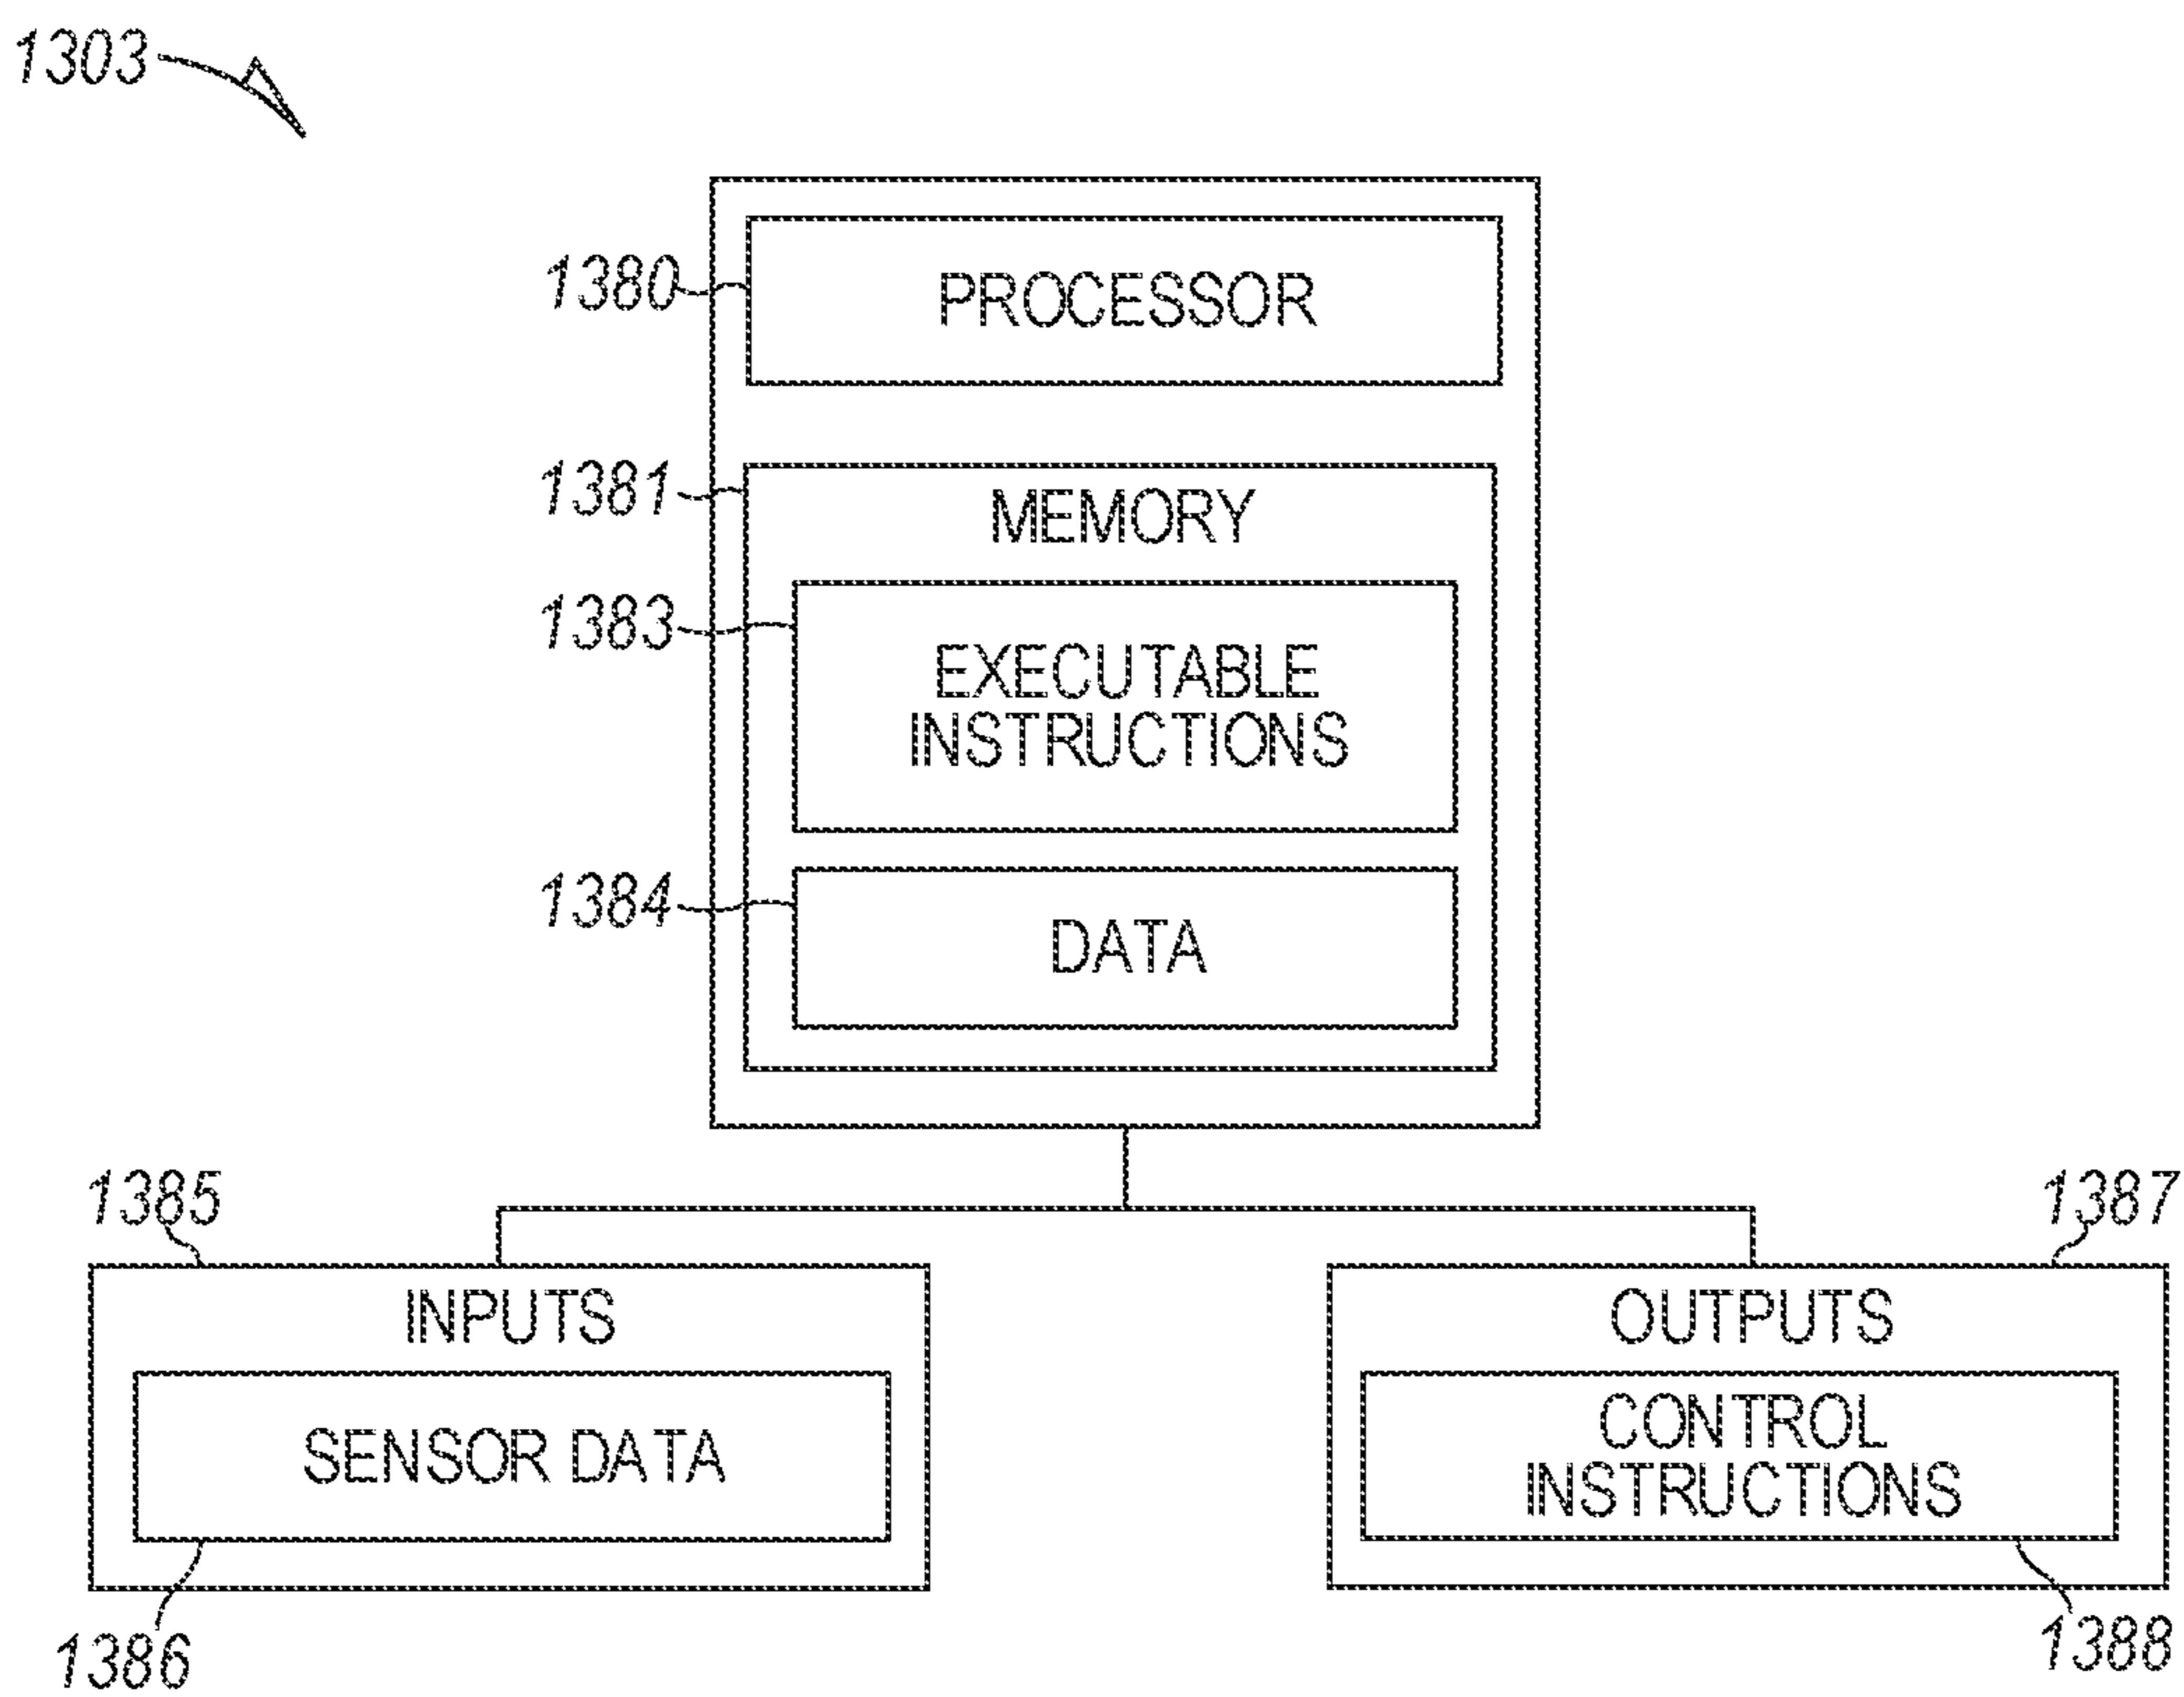 1303
1380
PROCESSOR
1381
MEMORY
1383
EXECUTABLE
INSTRUCTIONS
1384
DATA
1385
1387
INPUTS
OUTPUTS
SENSOR DATA
CONTROL
INSTRUCTIONS
1386
1388